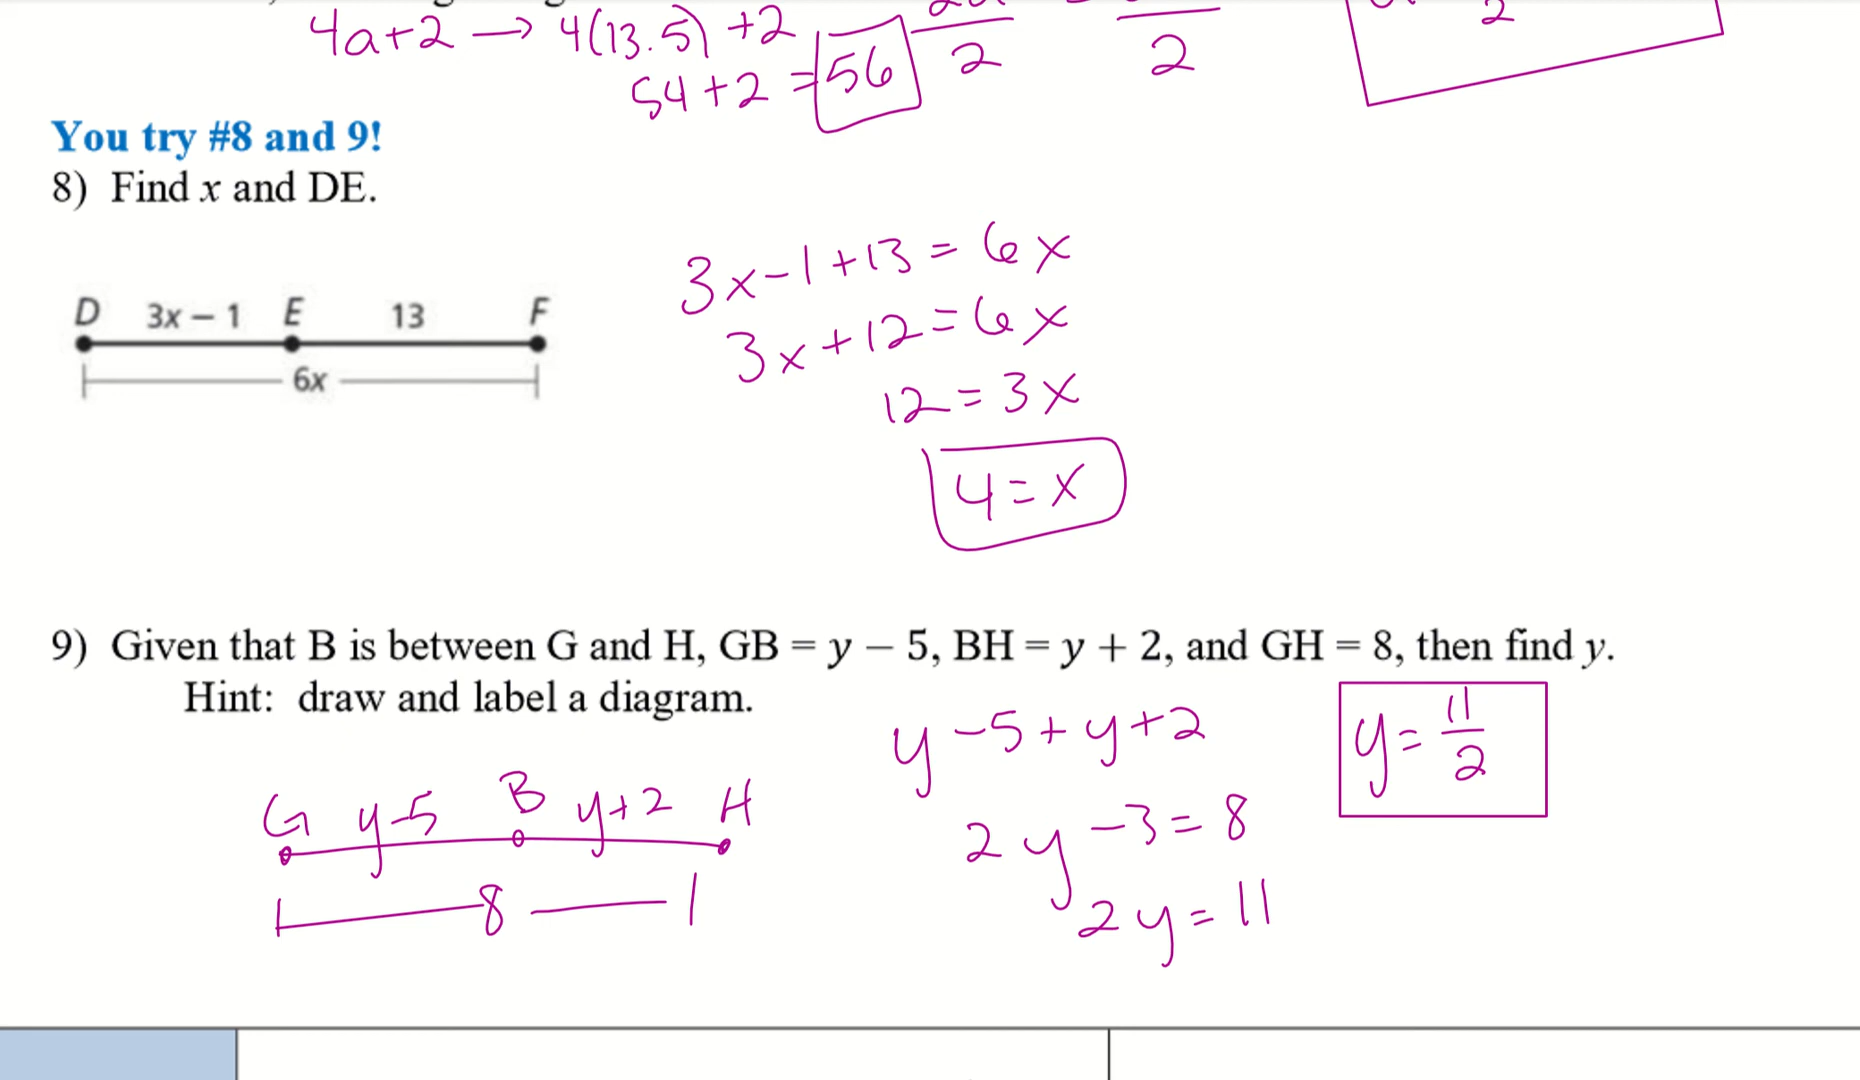 4a+2 → 4(13.5) +2
54+2 = 56
2
2
2
You try #8 and 9!
8) Find x and DE.
3x-1+13 = 6x
D 3x – 1 E 13 F
6x
3x+12=6x
12=3x
4=x
9) Given that B is between G and H, GB = y – 5, BH = y + 2, and GH = 8, then find y.
Hint: draw and label a diagram.
y-5+y+2
y = 11/2
G y-5 B y+2 H
8
2y-3=8
2y=11